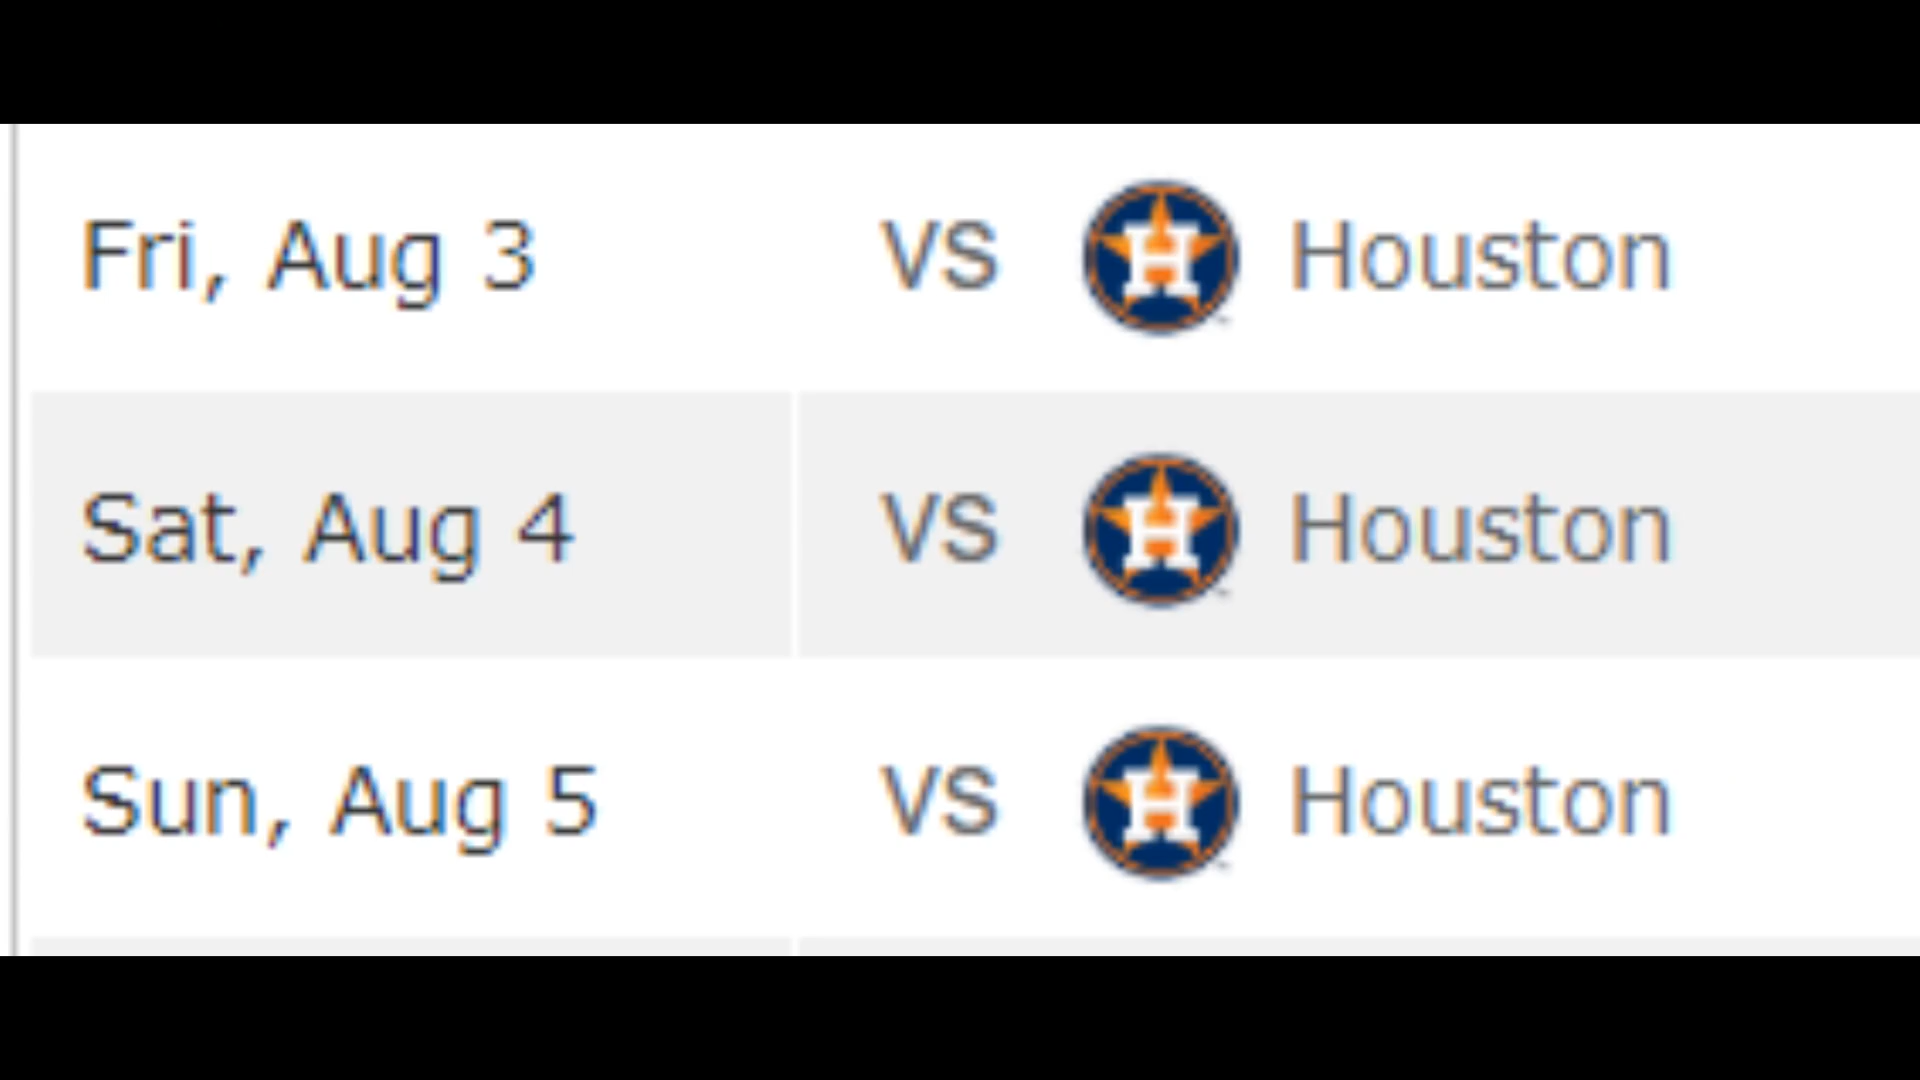 Fri, Aug 3 VS H Houston
Sat, Aug 4 VS H Houston
Sun, Aug 5 VS H Houston